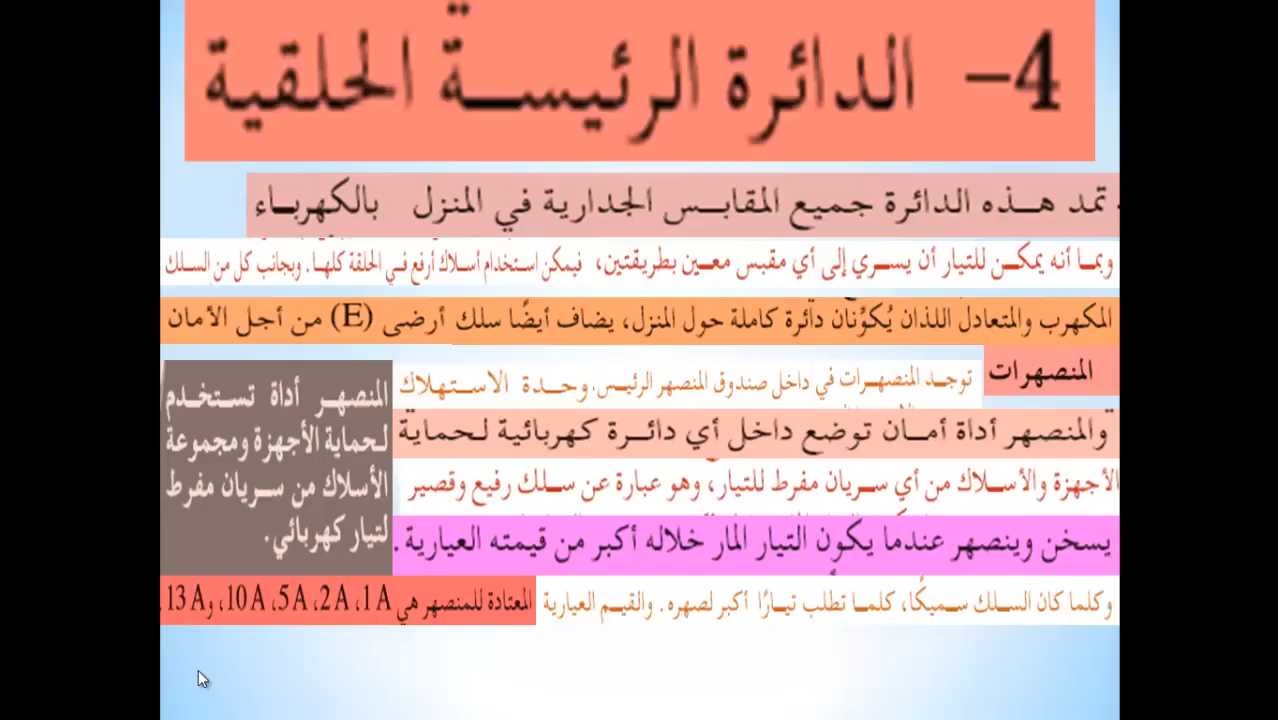 4- الدائرة الرئيسة الحلقية
تمد هذه الدائرة جميع المقابس الجدارية في المنزل بالكهرباء
وبما أنه يمكن للتيار أن يسري إلى أي مقبس معين بطريقتين، فيمكن استخدام أسلاك أرفع في الحلقة كلها. وبجانب كل من السلك
المكهرب والمتعادل اللذان يُكوِّنان دائرة كاملة حول المنزل، يضاف أيضًا سلك أرضى (E) من أجل الأمان
المنصهرات
توجد المنصهرات في داخل صندوق المنصهر الرئيس. وحدة الاستهلاك
والمنصهر أداة أمان توضع داخل أي دائرة كهربائية لحماية
الأجهزة والأسلاك من أي سريان مفرط للتيار، وهو عبارة عن سلك رفيع وقصير
يسخن وينصهر عندما يكون التيار المار خلاله أكبر من قيمته العيارية.
وكلما كان السلك سميكًا، كلما تطلب تيارًا أكبر لصهره. والقيم العيارية المعتادة للمنصهر هي 1 A، 2 A، 5 A، 10 A، و13 A.
المنصهر أداة تستخدم
لحماية الأجهزة ومجموعة
الأسلاك من سريان مفرط
لتيار كهربائي.